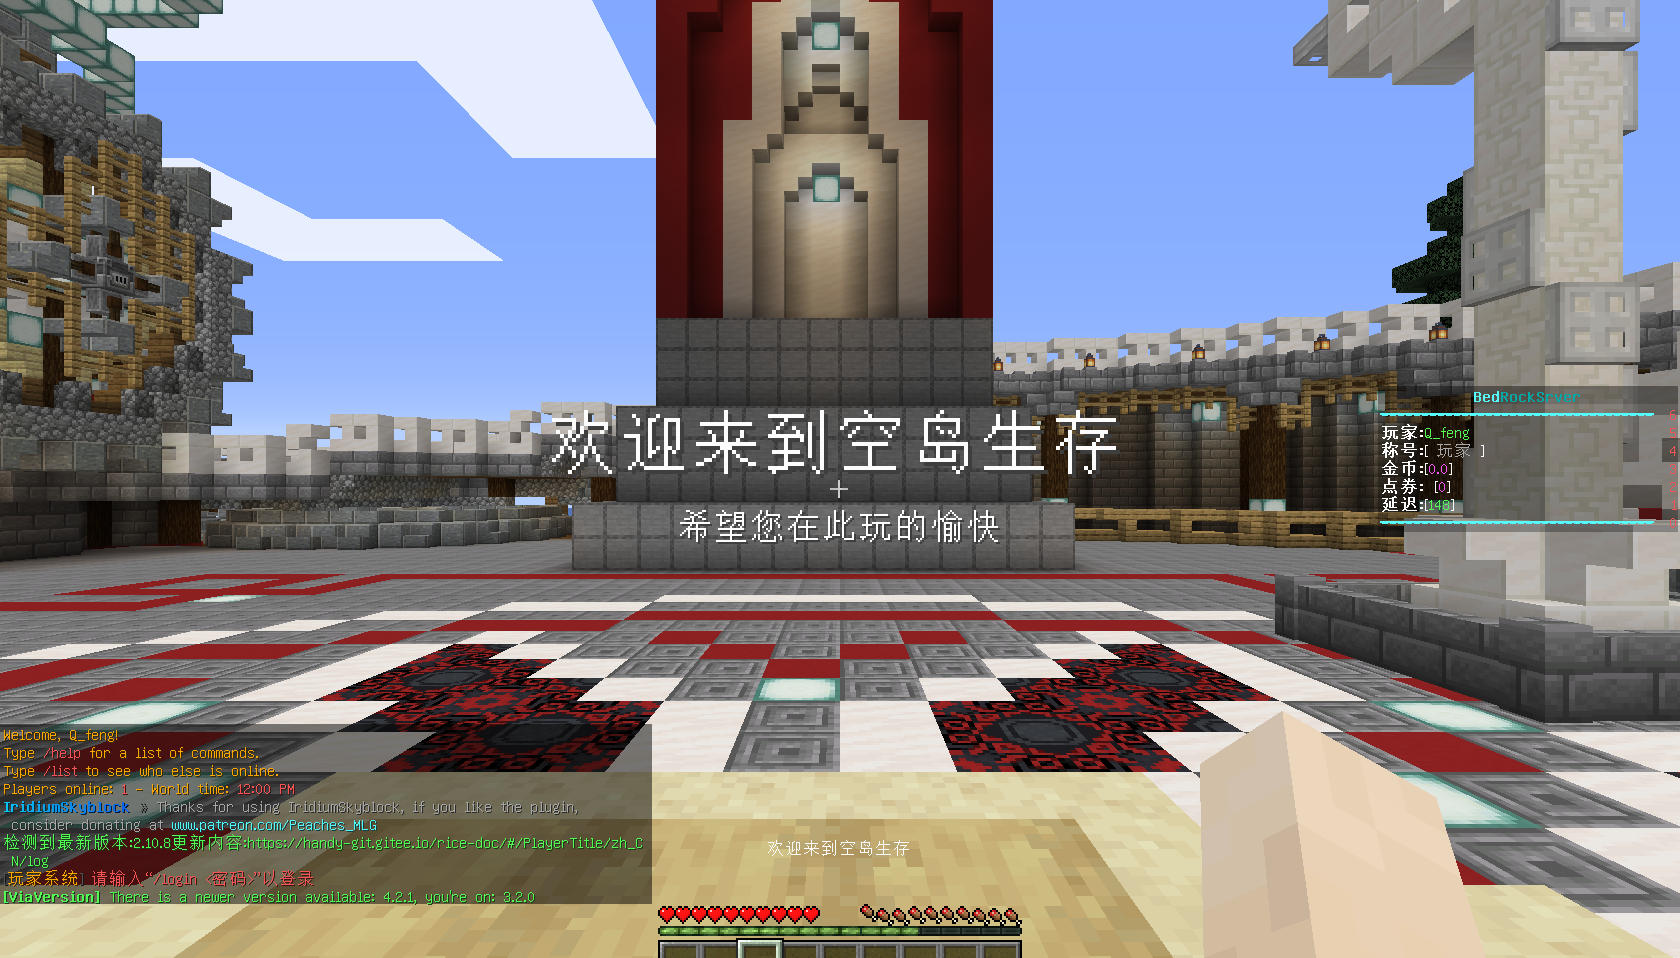 欢迎来到空岛生存
希望您在此玩的愉快
BedRockSrver
玩家:Q_feng
称号:[ 玩家 ]
金币:[0.0]
点券: [0]
延迟:[148]
Welcome, Q_feng!
Type /help for a list of commands.
Type /list to see who else is online.
Players online: 1 - World time: 12:00 PM
IridiumSkyblock » Thanks for using IridiumSkyblock, if you like the plugin,
consider donating at www.patreon.com/Peaches_MLG
检测到最新版本:2.10.8更新内容:https://handy-git.gitee.io/rice-doc/#/PlayerTitle/zh_C
N/log
[玩家系统] 请输入“/login <密码>”以登录
[ViaVersion] There is a newer version available: 4.2.1, you're on: 3.2.0
欢迎来到空岛生存